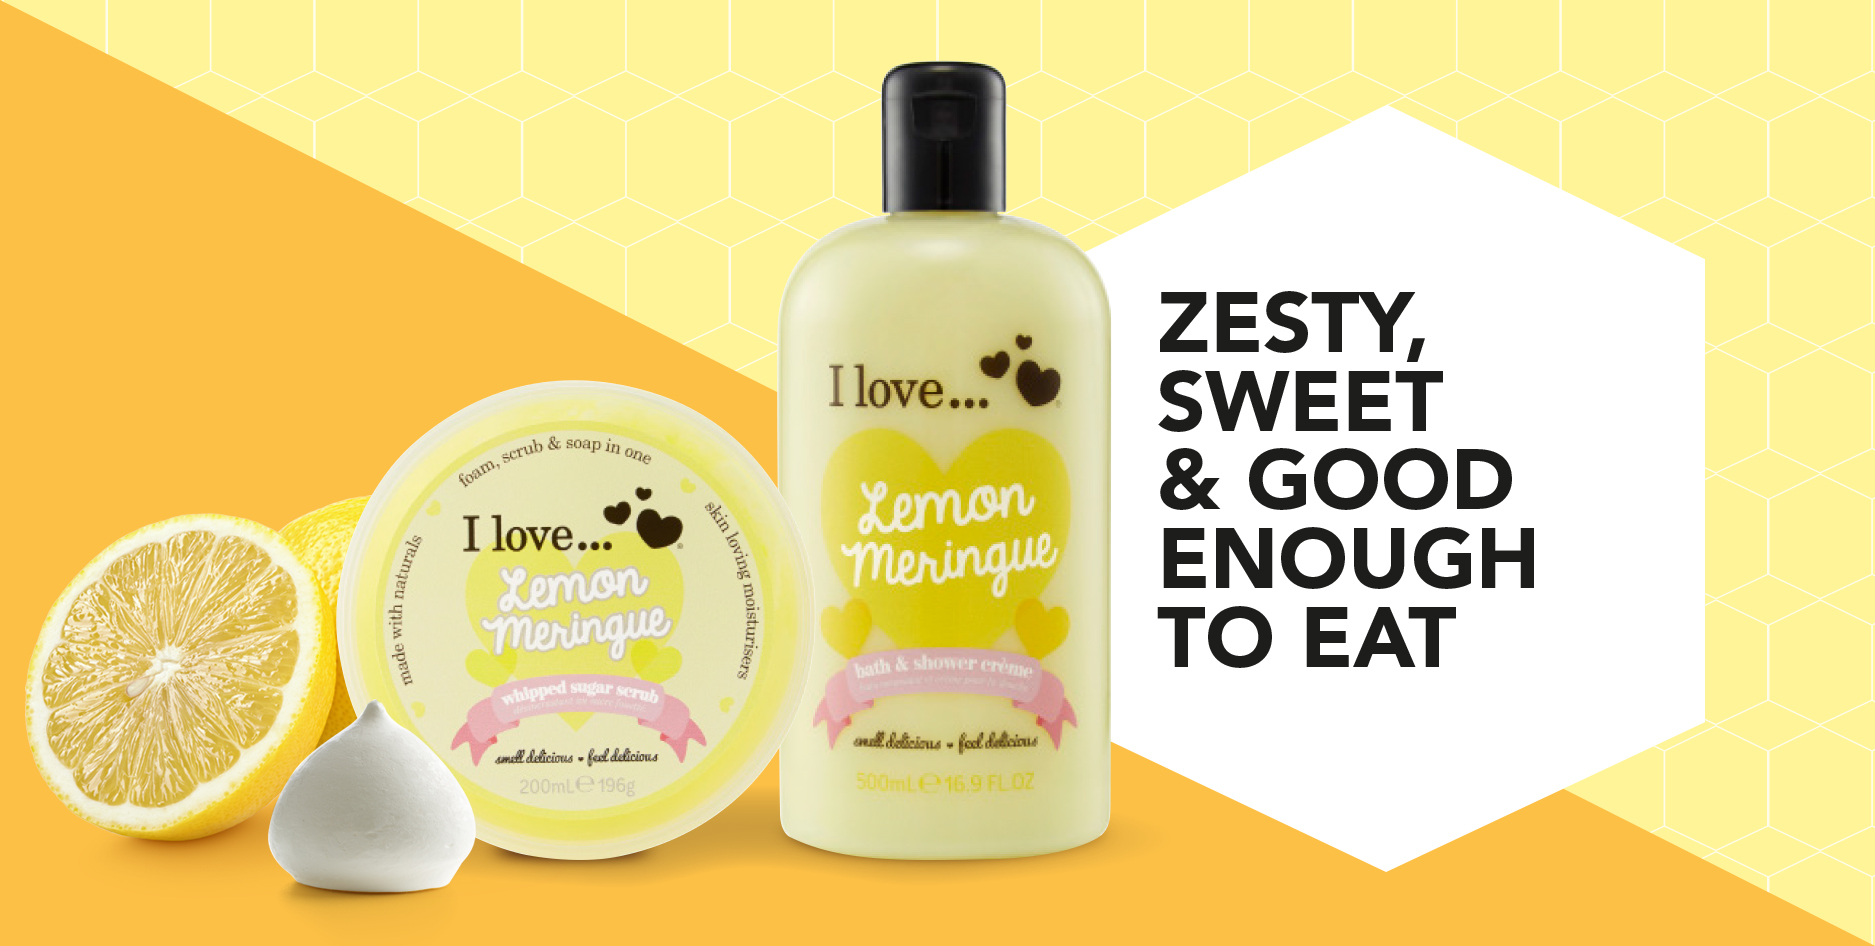 foam, scrub & soap in one
made with naturals
skin loving moisturisers
I love...
Lemon
Meringue
whipped sugar scrub
smell delicious - feel delicious
200mL℮196g
I love...
Lemon
Meringue
bath & shower crème
smell delicious - feel delicious
500mL℮16.9 FL.OZ
ZESTY,
SWEET
& GOOD
ENOUGH
TO EAT